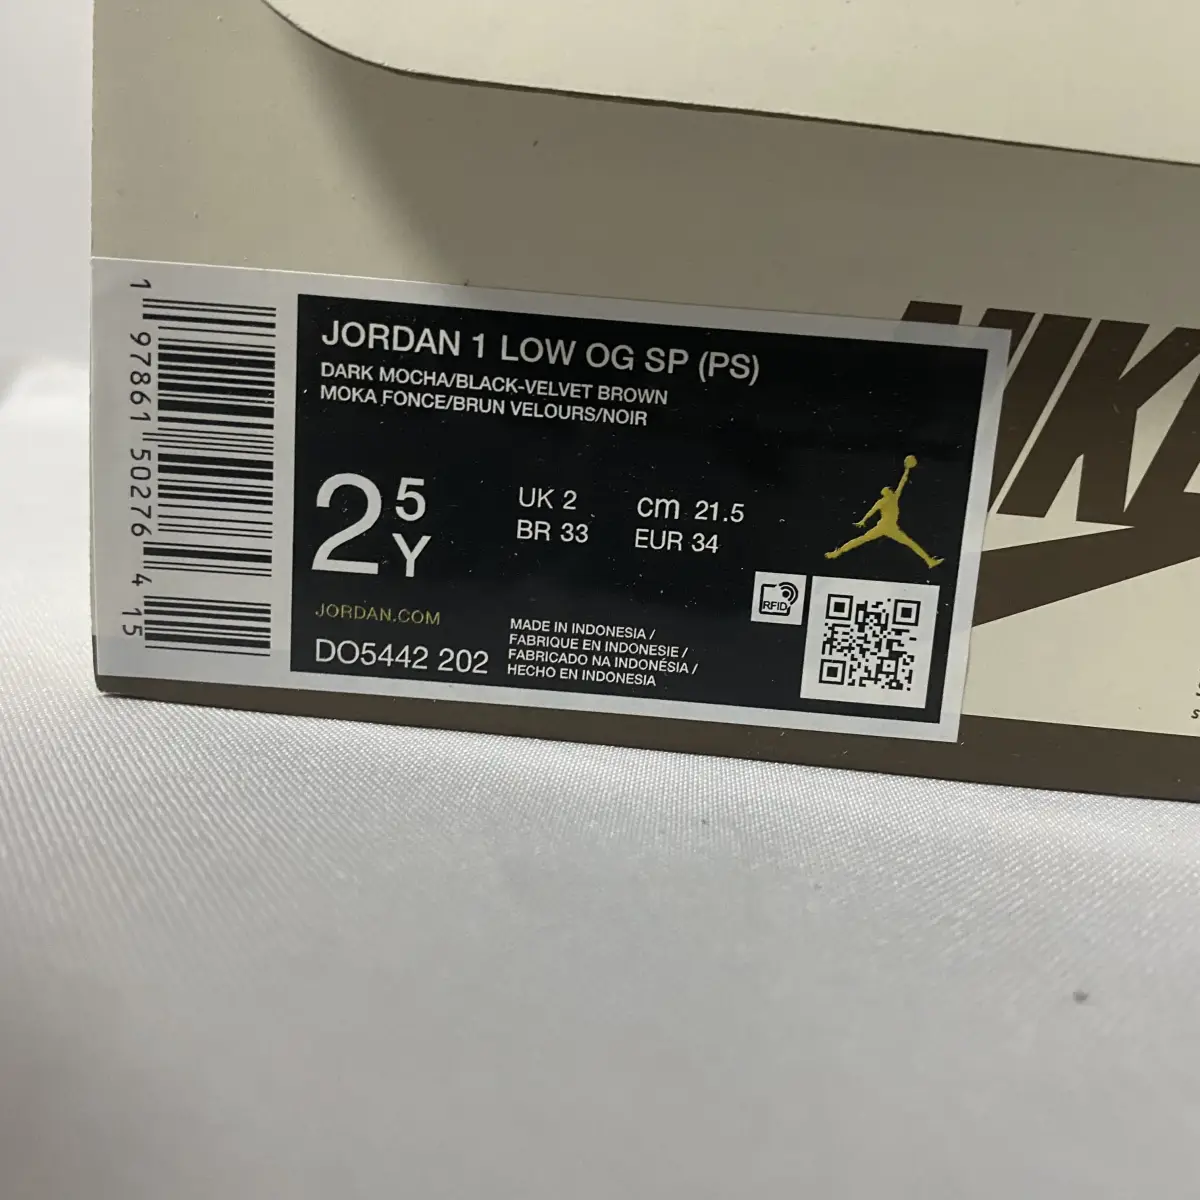 1 97861 50276 4 15
JORDAN 1 LOW OG SP (PS)
DARK MOCHA/BLACK-VELVET BROWN
MOKA FONCE/BRUN VELOURS/NOIR
2 5Y
UK 2
BR 33
cm 21.5
EUR 34
RFID
JORDAN.COM
DO5442 202
MADE IN INDONESIA /
FABRIQUE EN INDONESIE /
FABRICADO NA INDONÉSIA /
HECHO EN INDONESIA